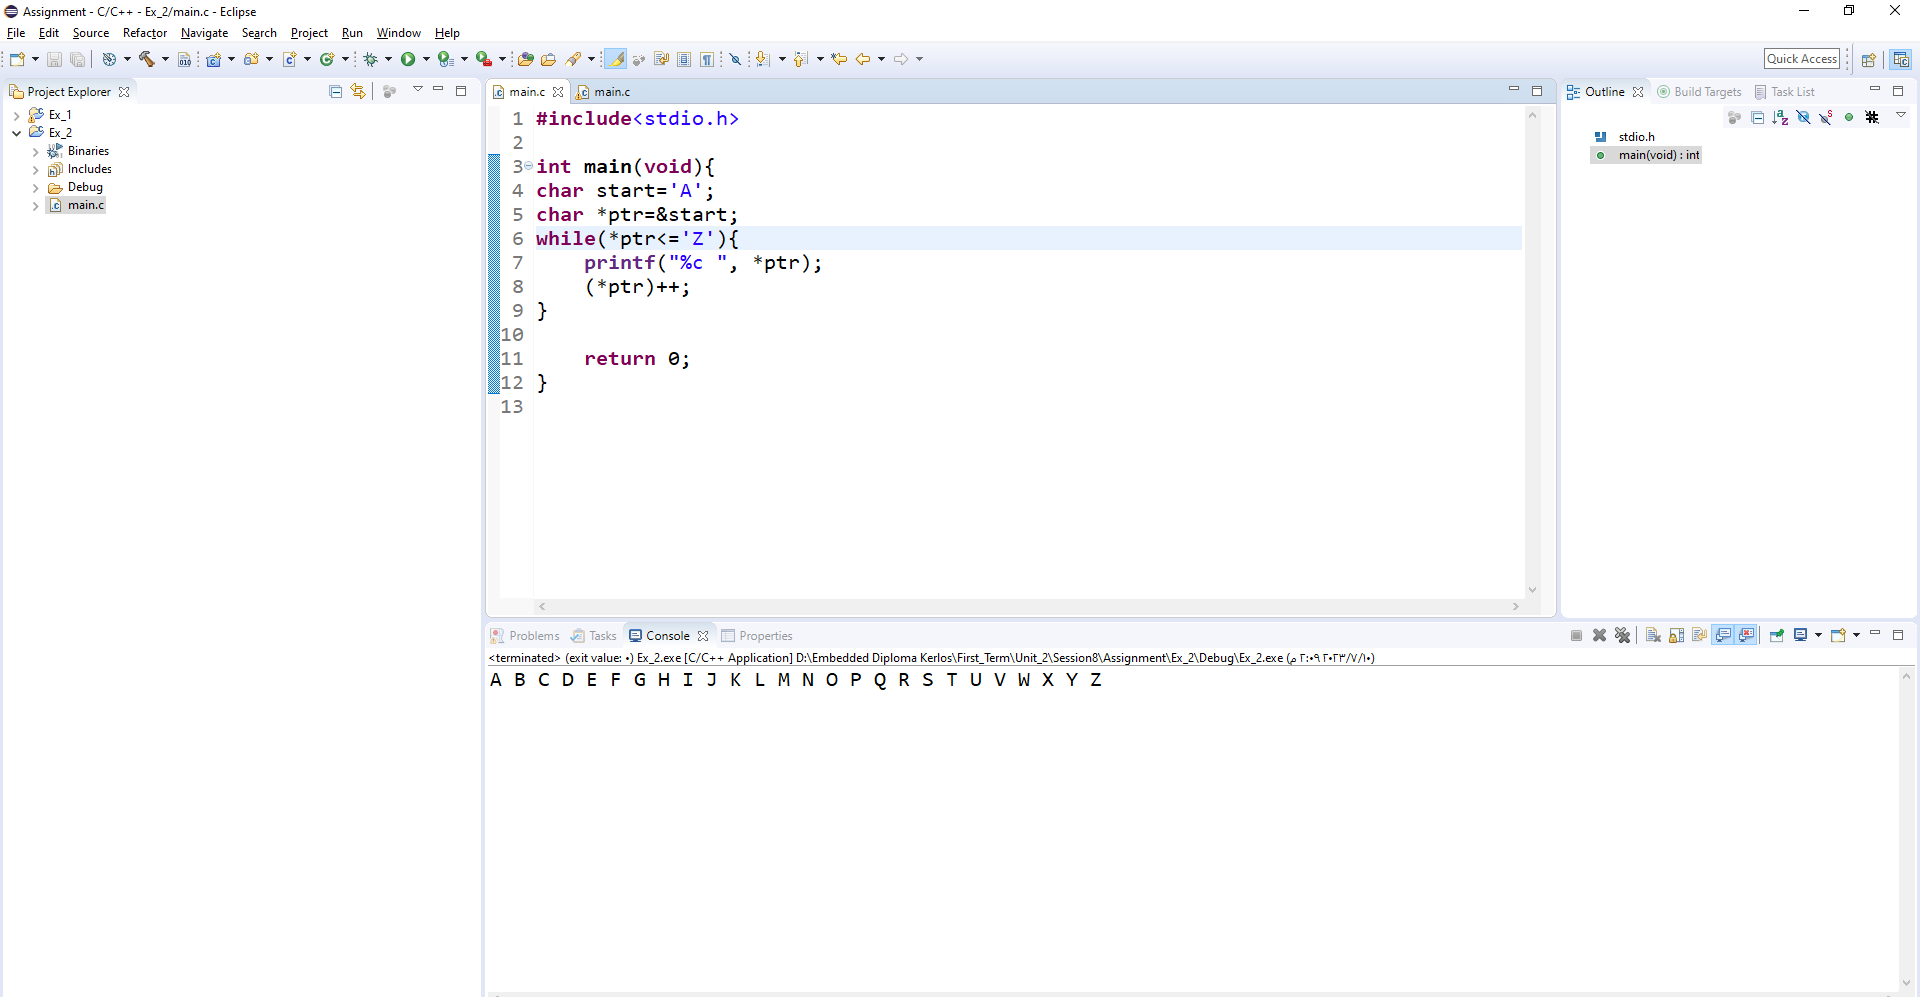 Assignment - C/C++ - Ex_2/main.c - Eclipse
File Edit Source Refactor Navigate Search Project Run Window Help
Quick Access
Project Explorer
Ex_1
Ex_2
Binaries
Includes
Debug
main.c
main.c main.c
1 #include<stdio.h>
2
3 int main(void){
4 char start='A';
5 char *ptr=&start;
6 while(*ptr<='Z'){
7 printf("%c ", *ptr);
8 (*ptr)++;
9 }
10
11 return 0;
12 }
13
Outline Build Targets Task List
stdio.h
main(void) : int
Problems Tasks Console Properties
<terminated> (exit value: ٠) Ex_2.exe [C/C++ Application] D:\Embedded Diploma Kerlos\First_Term\Unit_2\Session8\Assignment\Ex_2\Debug\Ex_2.exe (٢٠٢٣/٧/١٠ ٢:٠٩ م)
A B C D E F G H I J K L M N O P Q R S T U V W X Y Z